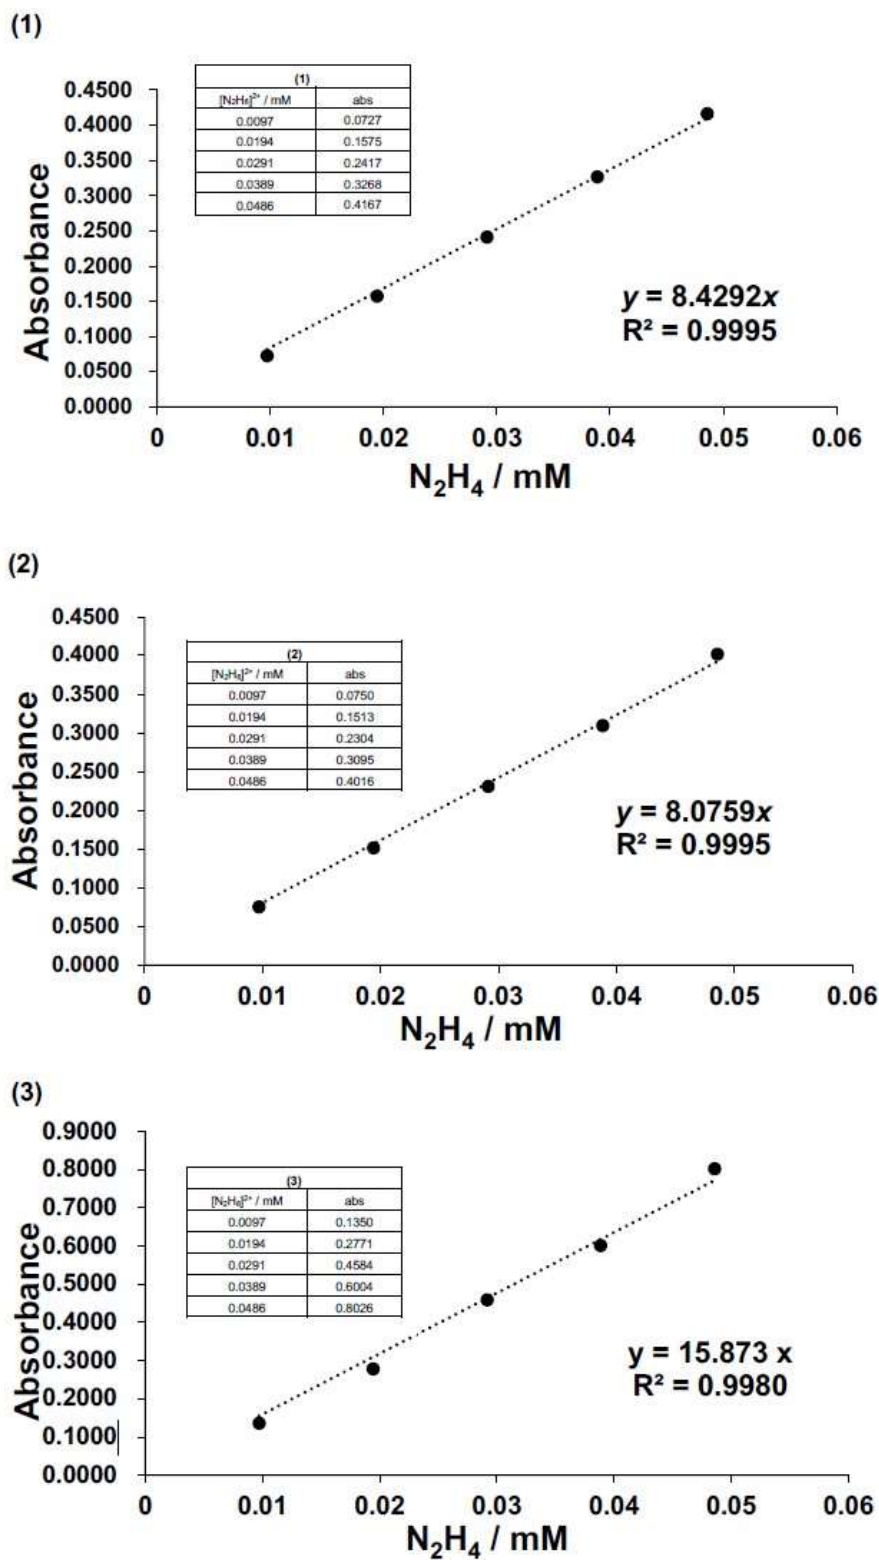 (1)
(1)
[N₂H₆]²⁺ / mM abs
0.0097 0.0727
0.0194 0.1575
0.0291 0.2417
0.0389 0.3268
0.0486 0.4167
0.4500
0.4000
0.3500
0.3000
0.2500
0.2000
0.1500
0.1000
0.0500
0.0000
Absorbance
y = 8.4292x
R² = 0.9995
0 0.01 0.02 0.03 0.04 0.05 0.06
N₂H₄ / mM
(2)
(2)
[N₂H₆]²⁺ / mM abs
0.0097 0.0750
0.0194 0.1513
0.0291 0.2304
0.0389 0.3095
0.0486 0.4016
0.4500
0.4000
0.3500
0.3000
0.2500
0.2000
0.1500
0.1000
0.0500
0.0000
Absorbance
y = 8.0759x
R² = 0.9995
0 0.01 0.02 0.03 0.04 0.05 0.06
N₂H₄ / mM
(3)
(3)
[N₂H₆]²⁺ / mM abs
0.0097 0.1350
0.0194 0.2771
0.0291 0.4584
0.0389 0.6004
0.0486 0.8026
0.9000
0.8000
0.7000
0.6000
0.5000
0.4000
0.3000
0.2000
0.1000
0.0000
Absorbance
y = 15.873 x
R² = 0.9980
0 0.01 0.02 0.03 0.04 0.05 0.06
N₂H₄ / mM